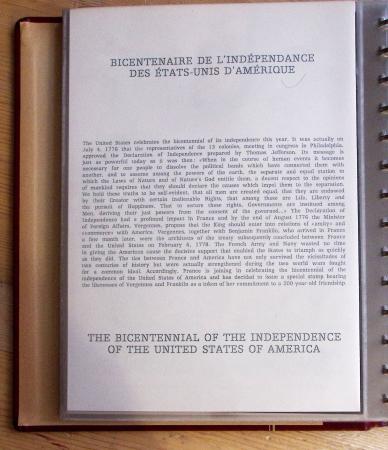 BICENTENAIRE DE L'INDÉPENDANCE
DES ÉTATS-UNIS D'AMÉRIQUE
The United States celebrates the bicentennial of its independence this year. It was actually on
July 4, 1776 that the representatives of the 13 colonies, meeting in congress in Philadelphia,
approved the Declaration of Independence prepared by Thomas Jefferson. Its message is
just as powerful today as it was then: «When in the course of human events it becomes
necessary for one people to dissolve the political bands which have connected them with
another, and to assume among the powers of the earth, the separate and equal station to
which the Laws of Nature and of Nature's God entitle them, a decent respect to the opinions
of mankind requires that they should declare the causes which impel them to the separation.
We hold these truths to be self-evident, that all men are created equal, that they are endowed
by their Creator with certain inalienable Rights, that among these are Life, Liberty and
the pursuit of Happiness. That to secure these rights, Governments are instituted among
Men, deriving their just powers from the consent of the governed...» The Declaration of
Independence had a profound impact in France and by the end of August 1776 the Minister
of Foreign Affairs, Vergennes, proposes that the King should enter into relations of «amity» and
«commerce» with America. Vergennes, together with Benjamin Franklin, who arrived in France
a few months later, were the architects of the treaty subsequently concluded between France
and the United States on February 6, 1778. The French Army and Navy wasted no time
in giving the American cause the decisive support that enabled the States to triumph as quickly
as they did. The ties between France and America have not only survived the vicissitudes of
two centuries of history but were actually strengthened during the two world wars fought
for a common ideal. Accordingly, France is joining in celebrating the bicentennial of the
independence of the United States of America and has decided to issue a special stamp bearing
the likenesses of Vergennes and Franklin as a token of her commitment to a 200-year-old friendship.
THE BICENTENNIAL OF THE INDEPENDENCE
OF THE UNITED STATES OF AMERICA